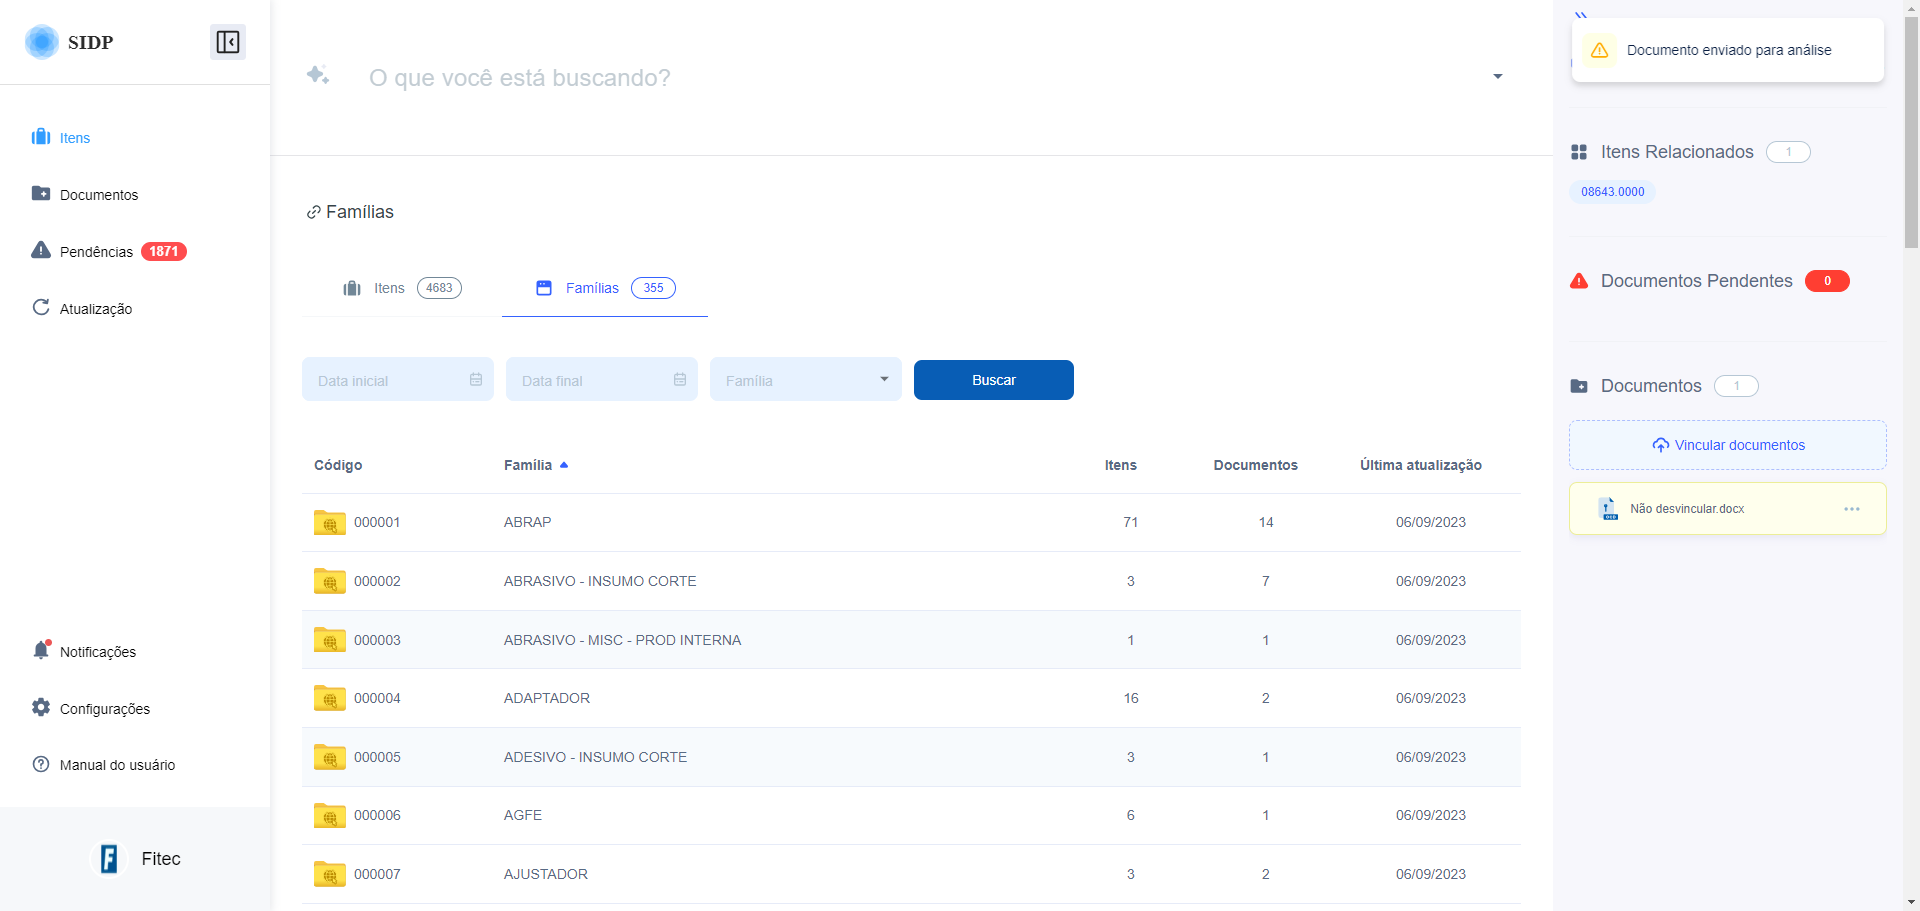 SIDP
Itens
Documentos
Pendências 1871
Atualização
Notificações
Configurações
Manual do usuário
Fitec
O que você está buscando?
Famílias
Itens 4683
Famílias 355
Data inicial
Data final
Família
Buscar
Código Família Itens Documentos Última atualização
000001 ABRAP 71 14 06/09/2023
000002 ABRASIVO - INSUMO CORTE 3 7 06/09/2023
000003 ABRASIVO - MISC - PROD INTERNA 1 1 06/09/2023
000004 ADAPTADOR 16 2 06/09/2023
000005 ADESIVO - INSUMO CORTE 3 1 06/09/2023
000006 AGFE 6 1 06/09/2023
000007 AJUSTADOR 3 2 06/09/2023
Documento enviado para análise
Itens Relacionados 1
08643.0000
Documentos Pendentes 0
Documentos 1
Vincular documentos
Não desvincular.docx